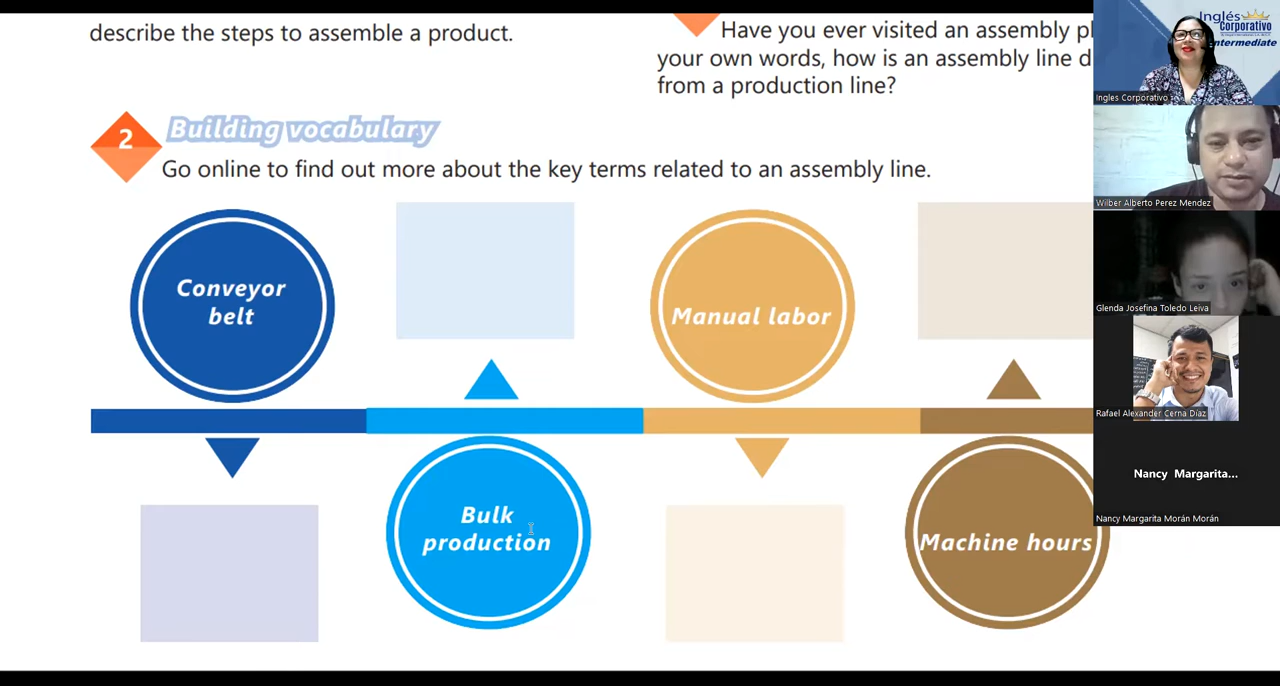 describe the steps to assemble a product.
Have you ever visited an assembly pl
your own words, how is an assembly line d
from a production line?
2
Building vocabulary
Go online to find out more about the key terms related to an assembly line.
Conveyor
belt
Manual labor
Bulk
production
Machine hours
Inglés
Corporativo
Intermediate
Ingles Corporativo
Wilber Alberto Perez Mendez
Glenda Josefina Toledo Leiva
Rafael Alexander Cerna Díaz
Nancy Margarita...
Nancy Margarita Morán Morán